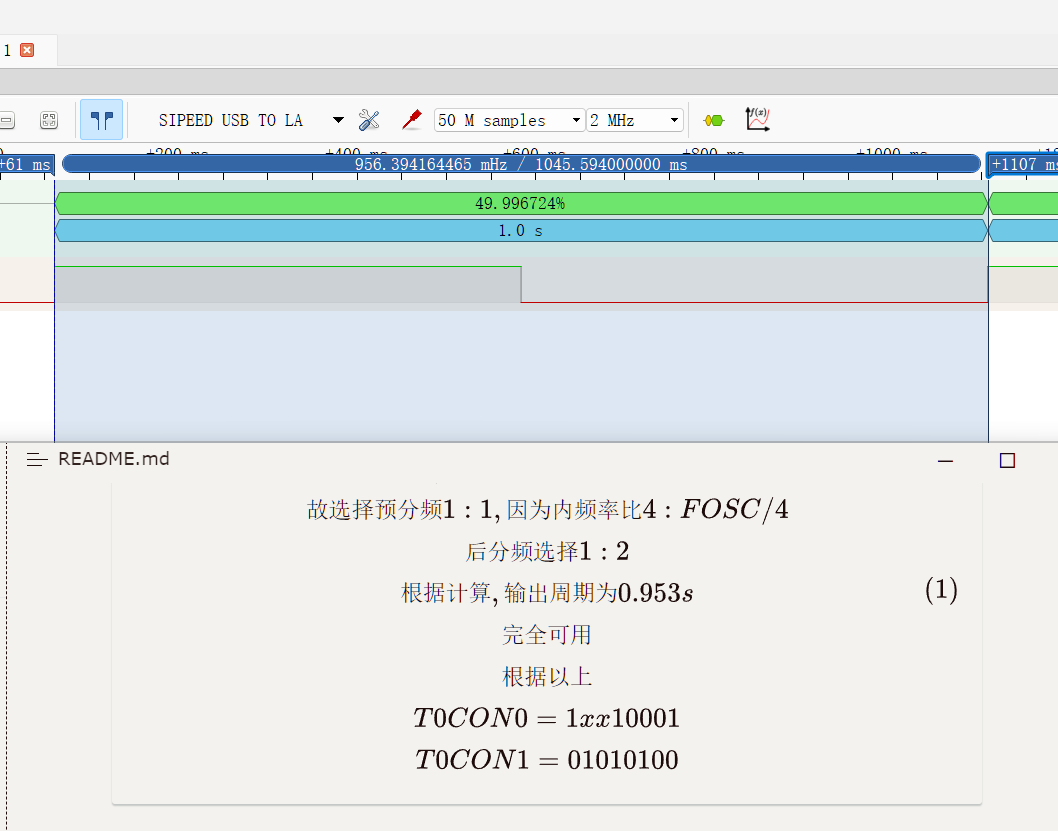 1
SIPEED USB TO LA 50 M samples 2 MHz f(x)
+200 ms +400 ms +600 ms +800 ms +1000 ms
+61 ms 956.394164465 mHz / 1045.594000000 ms +1107 ms
49.996724%
1.0 s
README.md
故选择预分频1 : 1, 因为内频率比4 : FOSC/4
后分频选择1 : 2
根据计算, 输出周期为0.953s (1)
完全可用
根据以上
T0CON0 = 1xx10001
T0CON1 = 01010100